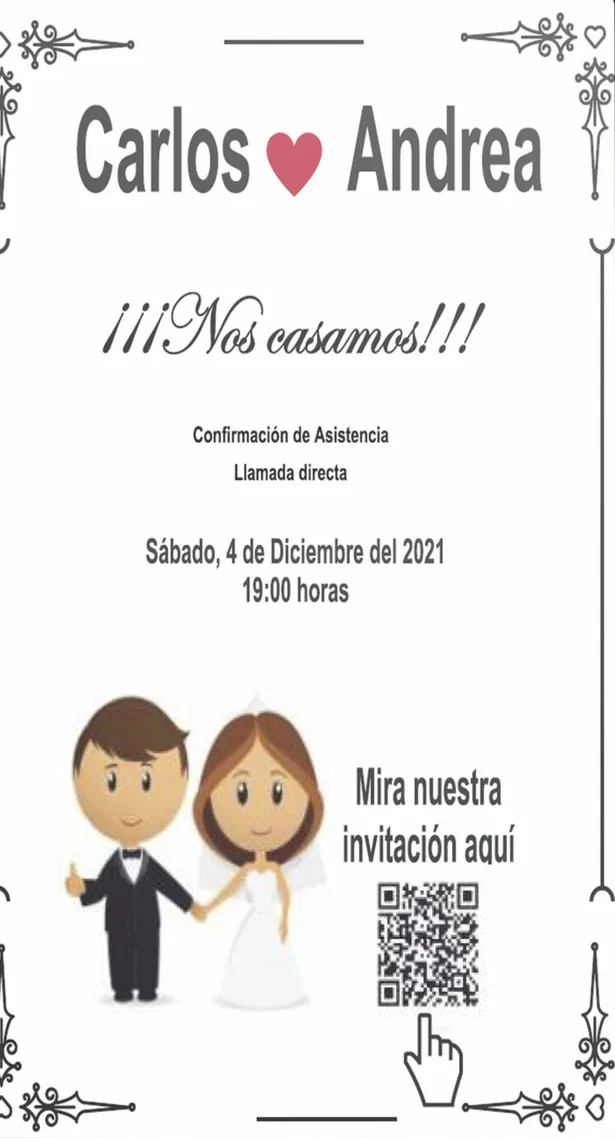 Carlos Andrea
¡¡¡Nos casamos!!!
Confirmación de Asistencia
Llamada directa
Sábado, 4 de Diciembre del 2021
19:00 horas
Mira nuestra
invitación aquí